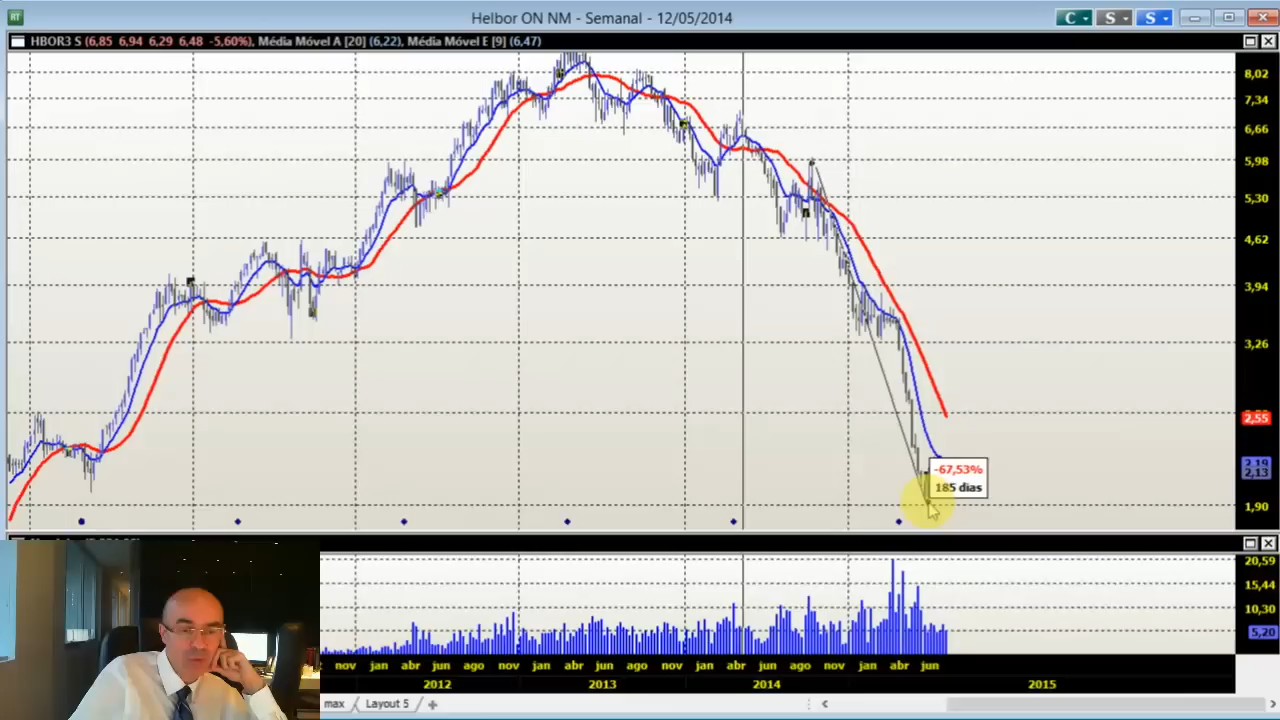 RT
Helbor ON NM - Semanal - 12/05/2014
C
S
S
HBOR3 S (6,85 6,94 6,29 6,48 -5,60%), Média Móvel A [20] (6,22), Média Móvel E [9] (6,47)
8,02
7,34
6,66
5,98
5,30
4,62
3,94
3,26
2,55
2,13
1,90
-67,53%
185 dias
20,59
15,44
10,30
5,20
nov jan abr jun ago nov jan abr jun ago nov jan abr jun ago nov jan abr jun
2012 2013 2014 2015
max Layout 5